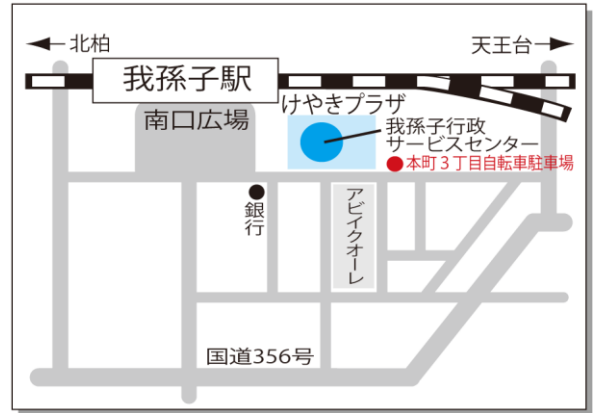 北柏
天王台
我孫子駅
南口広場
けやきプラザ
我孫子行政
サービスセンター
本町3丁目自転車駐車場
銀行
アビイクオーレ
国道356号